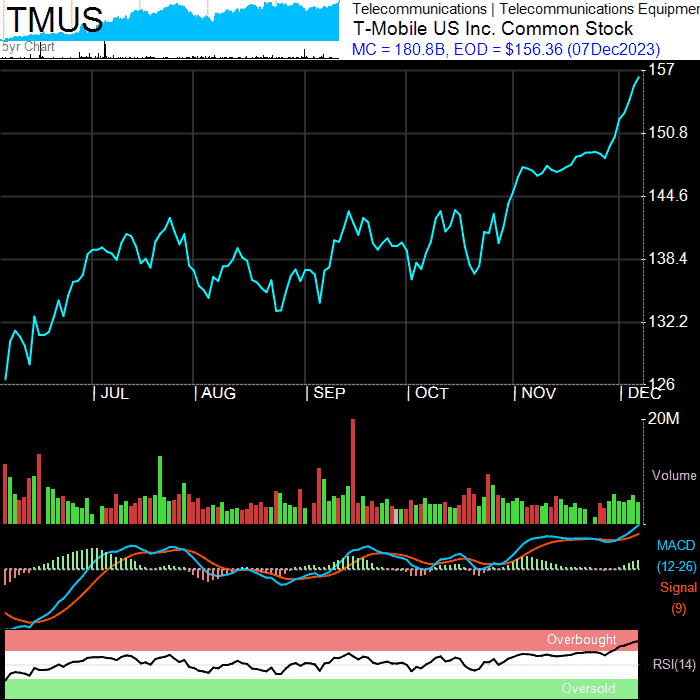 TMUS
5yr Chart
Telecommunications | Telecommunications Equipmen
T-Mobile US Inc. Common Stock
MC = 180.8B, EOD = $156.36 (07Dec2023)
157
150.8
144.6
138.4
132.2
126
JUL AUG SEP OCT NOV DEC
20M
Volume
MACD
(12-26)
Signal
(9)
Overbought
RSI(14)
Oversold